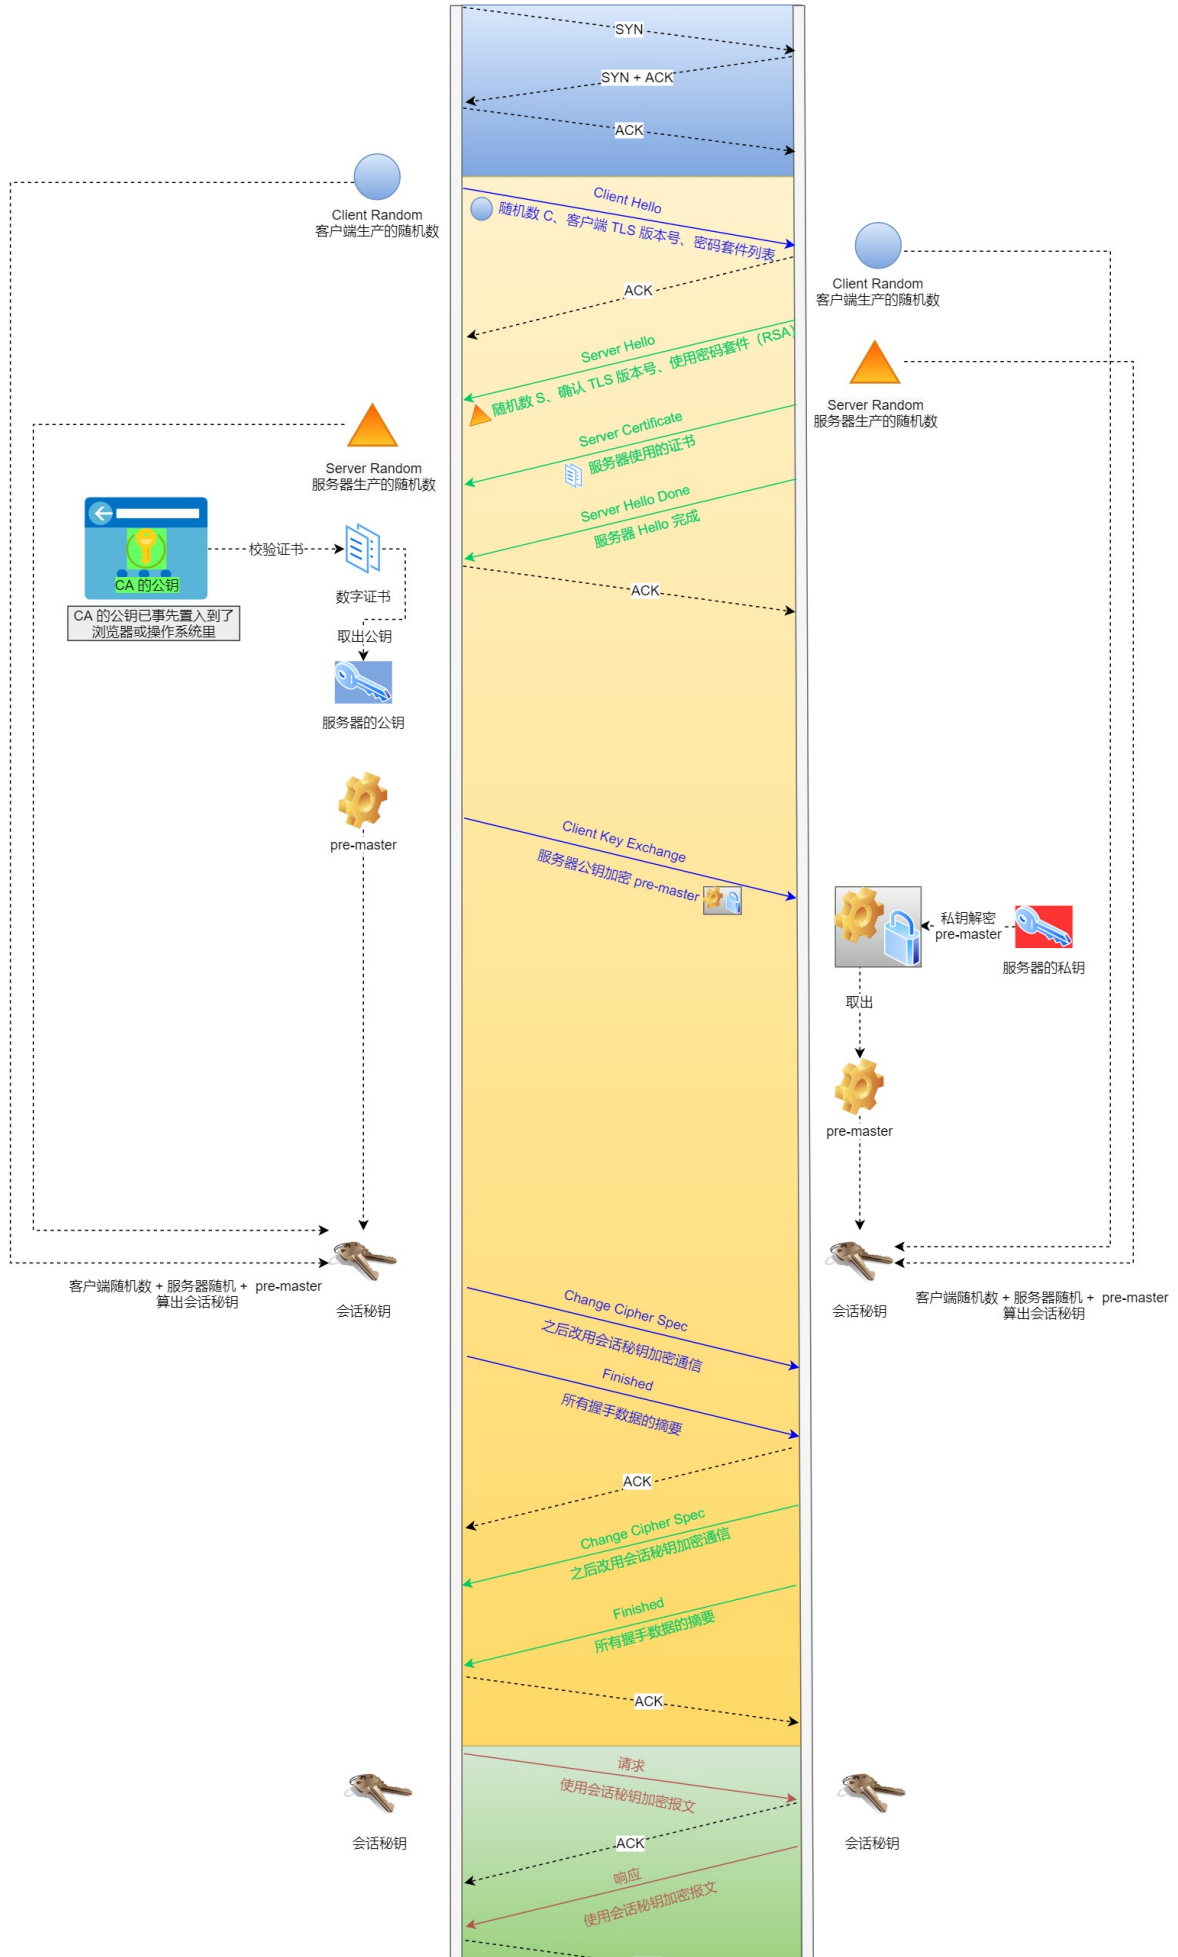 SYN
SYN + ACK
ACK
Client Random
客户端生产的随机数
Client Hello
随机数 C、客户端 TLS 版本号、密码套件列表
Client Random
客户端生产的随机数
ACK
Server Hello
随机数 S、确认 TLS 版本号、使用密码套件（RSA）
Server Random
服务器生产的随机数
Server Random
服务器生产的随机数
Server Certificate
服务器使用的证书
Server Hello Done
服务器 Hello 完成
CA 的公钥
校验证书
数字证书
CA 的公钥已事先置入到了
浏览器或操作系统里
取出公钥
服务器的公钥
ACK
pre-master
Client Key Exchange
服务器公钥加密 pre-master
私钥解密
pre-master
服务器的私钥
取出
pre-master
客户端随机数 + 服务器随机 + pre-master
算出会话秘钥
会话秘钥
会话秘钥
客户端随机数 + 服务器随机 + pre-master
算出会话秘钥
Change Cipher Spec
之后改用会话秘钥加密通信
Finished
所有握手数据的摘要
ACK
Change Cipher Spec
之后改用会话秘钥加密通信
Finished
所有握手数据的摘要
ACK
请求
使用会话秘钥加密报文
会话秘钥
会话秘钥
ACK
响应
使用会话秘钥加密报文